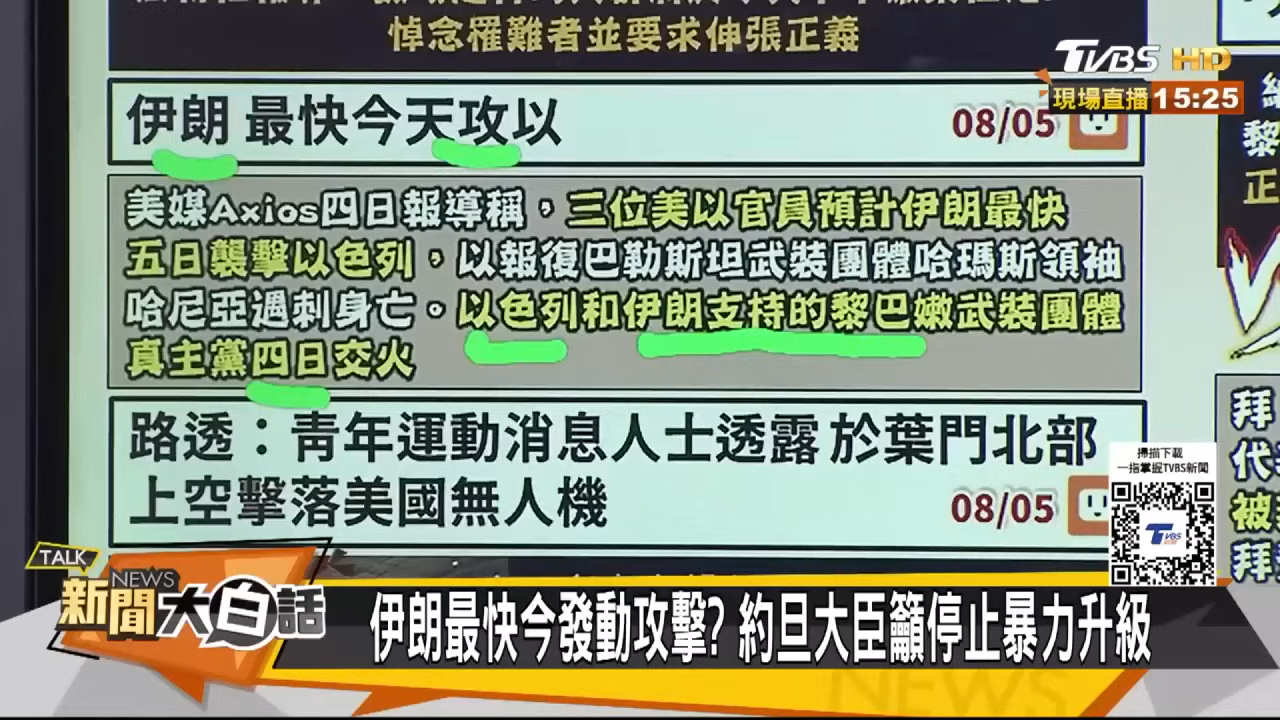 悼念罹難者並要求伸張正義
TVBS HD
現場直播 15:25
伊朗 最快今天攻以
08/05
美媒Axios四日報導稱，三位美以官員預計伊朗最快
五日襲擊以色列，以報復巴勒斯坦武裝團體哈瑪斯領袖
哈尼亞遇刺身亡。以色列和伊朗支持的黎巴嫩武裝團體
真主黨四日交火
路透：青年運動消息人士透露 於葉門北部
上空擊落美國無人機
08/05
黎
正
拜
代
被
拜
掃描下載
一指掌握TVBS新聞
TVBS
TALK
NEWS
新聞大白話
伊朗最快今發動攻擊? 約旦大臣籲停止暴力升級
NEWS